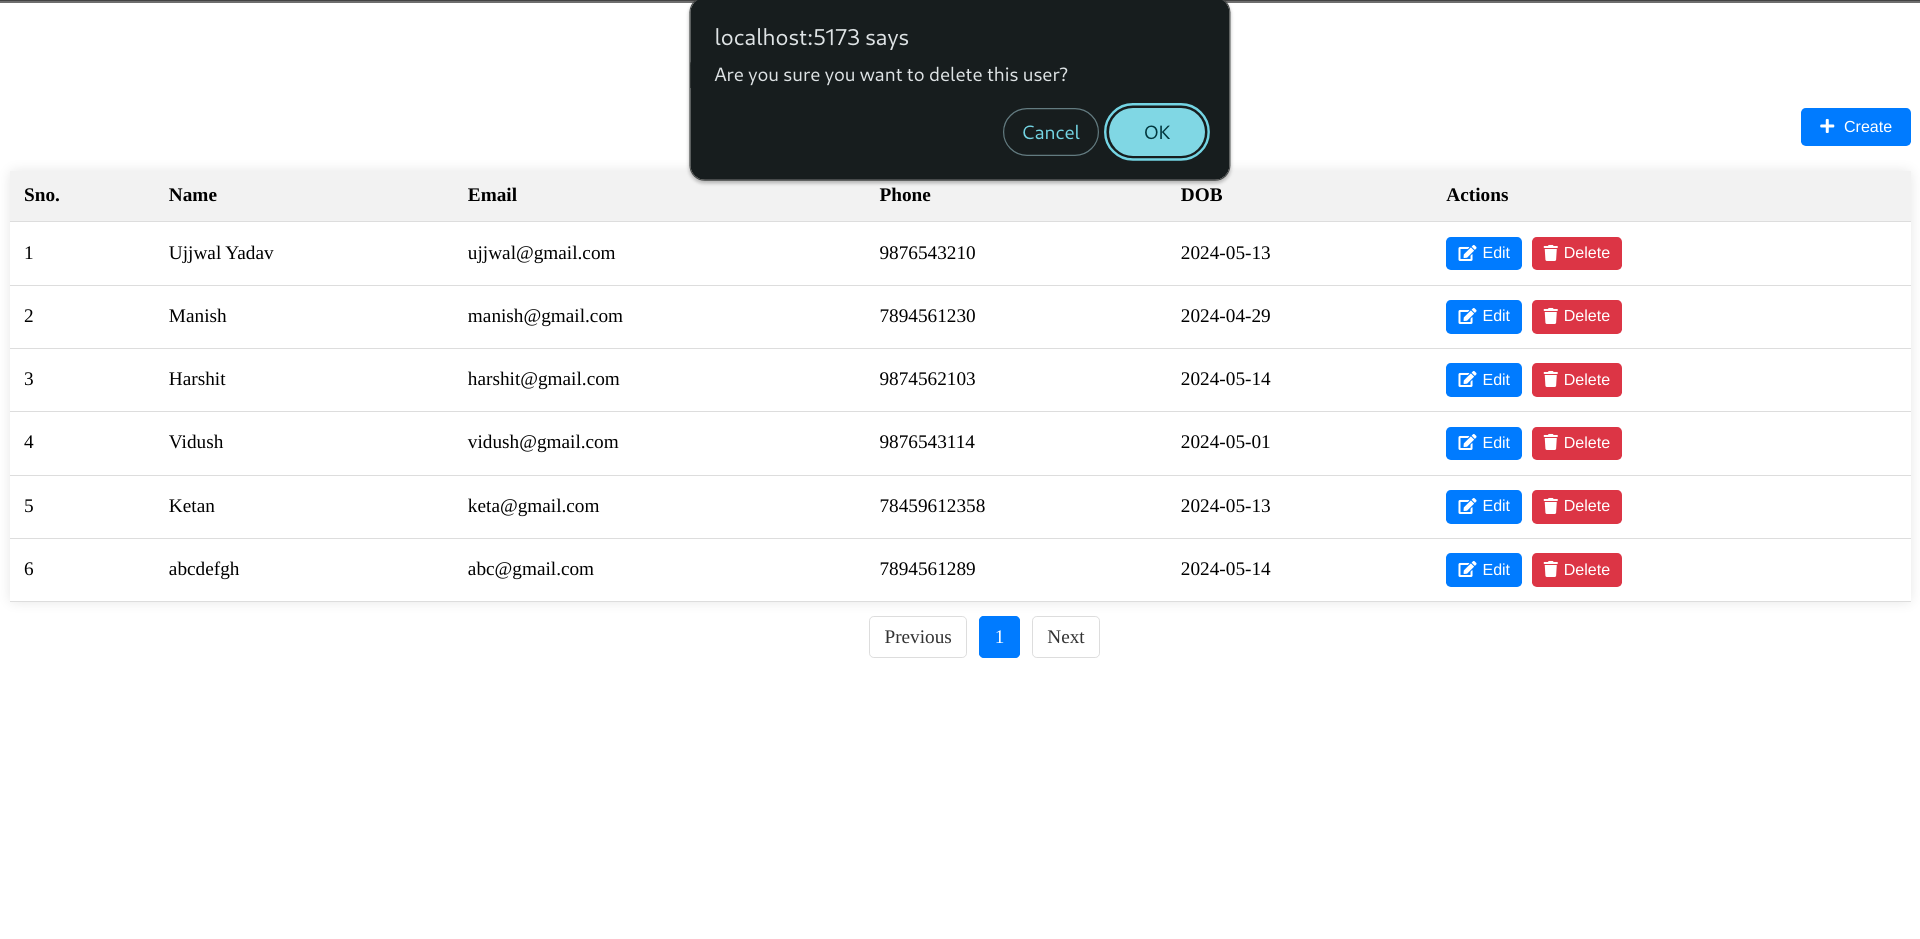 localhost:5173 says
Are you sure you want to delete this user?
Cancel OK
Create
Sno. Name Email Phone DOB Actions
1 Ujjwal Yadav ujjwal@gmail.com 9876543210 2024-05-13 Edit Delete
2 Manish manish@gmail.com 7894561230 2024-04-29 Edit Delete
3 Harshit harshit@gmail.com 9874562103 2024-05-14 Edit Delete
4 Vidush vidush@gmail.com 9876543114 2024-05-01 Edit Delete
5 Ketan keta@gmail.com 78459612358 2024-05-13 Edit Delete
6 abcdefgh abc@gmail.com 7894561289 2024-05-14 Edit Delete
Previous 1 Next